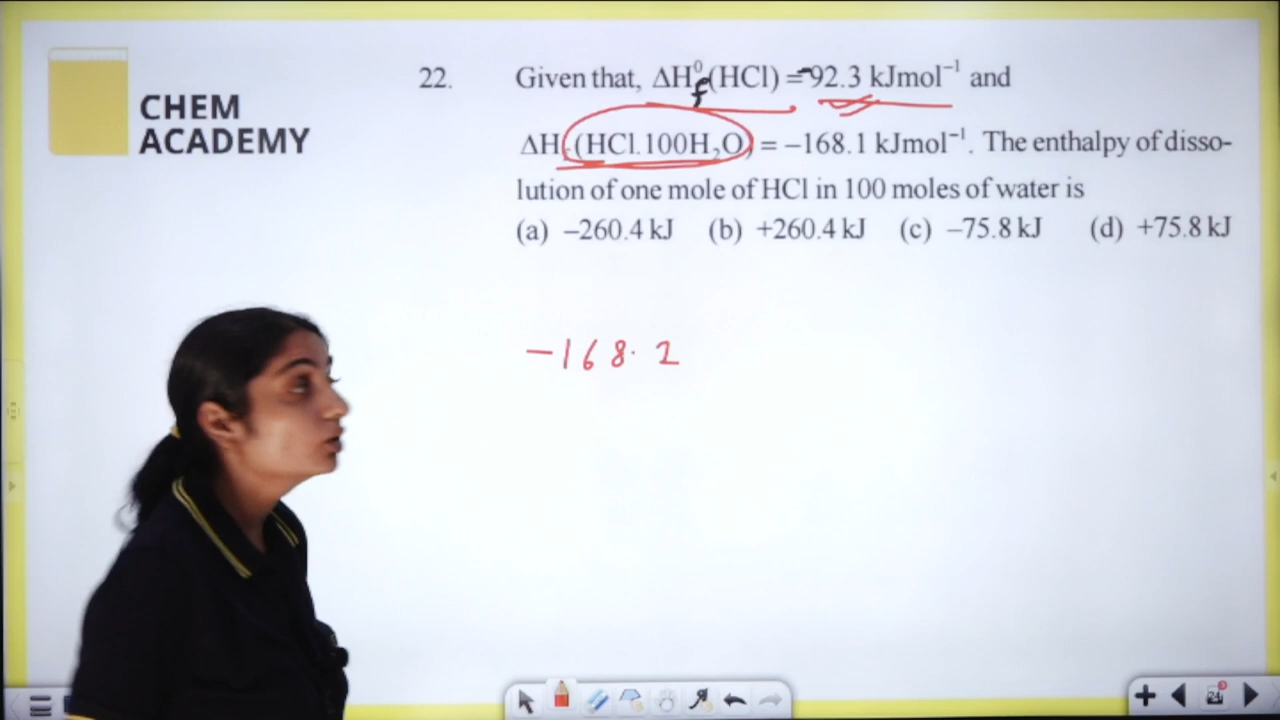 CHEM
ACADEMY
22. Given that, ΔH⁰f(HCl) = -92.3 kJmol⁻¹ and
ΔH (HCl.100H₂O) = –168.1 kJmol⁻¹. The enthalpy of disso-
lution of one mole of HCl in 100 moles of water is
(a) –260.4 kJ (b) +260.4 kJ (c) –75.8 kJ (d) +75.8 kJ
-168.2
24